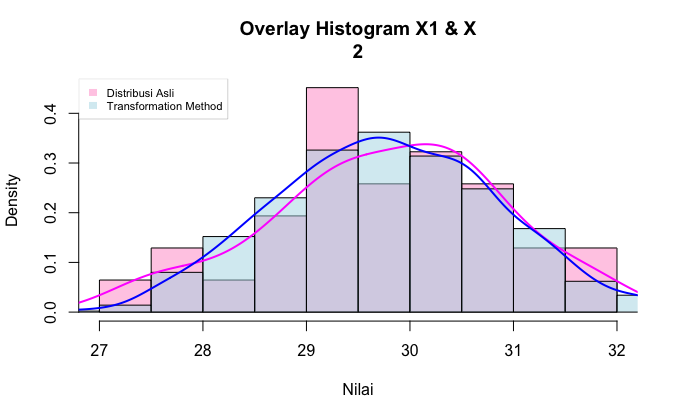 Overlay Histogram X1 & X
2
Distribusi Asli
Transformation Method
Density
0.0 0.1 0.2 0.3 0.4
27 28 29 30 31 32
Nilai